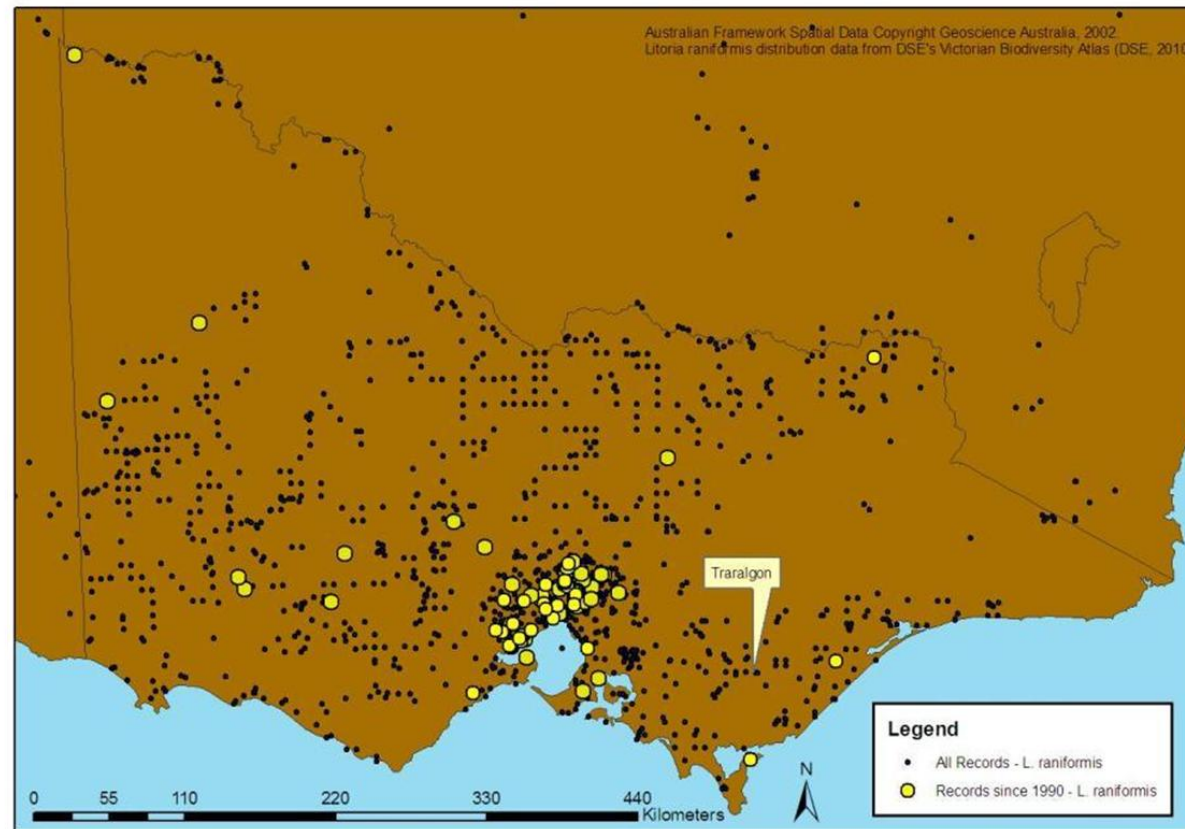 Australian Framework Spatial Data Copyright Geoscience Australia, 2002.
Litoria raniformis distribution data from DSE's Victorian Biodiversity Atlas (DSE, 2010
Traralgon
Legend
All Records - L. raniformis
Records since 1990 - L. raniformis
N
0 55 110 220 330 440
Kilometers